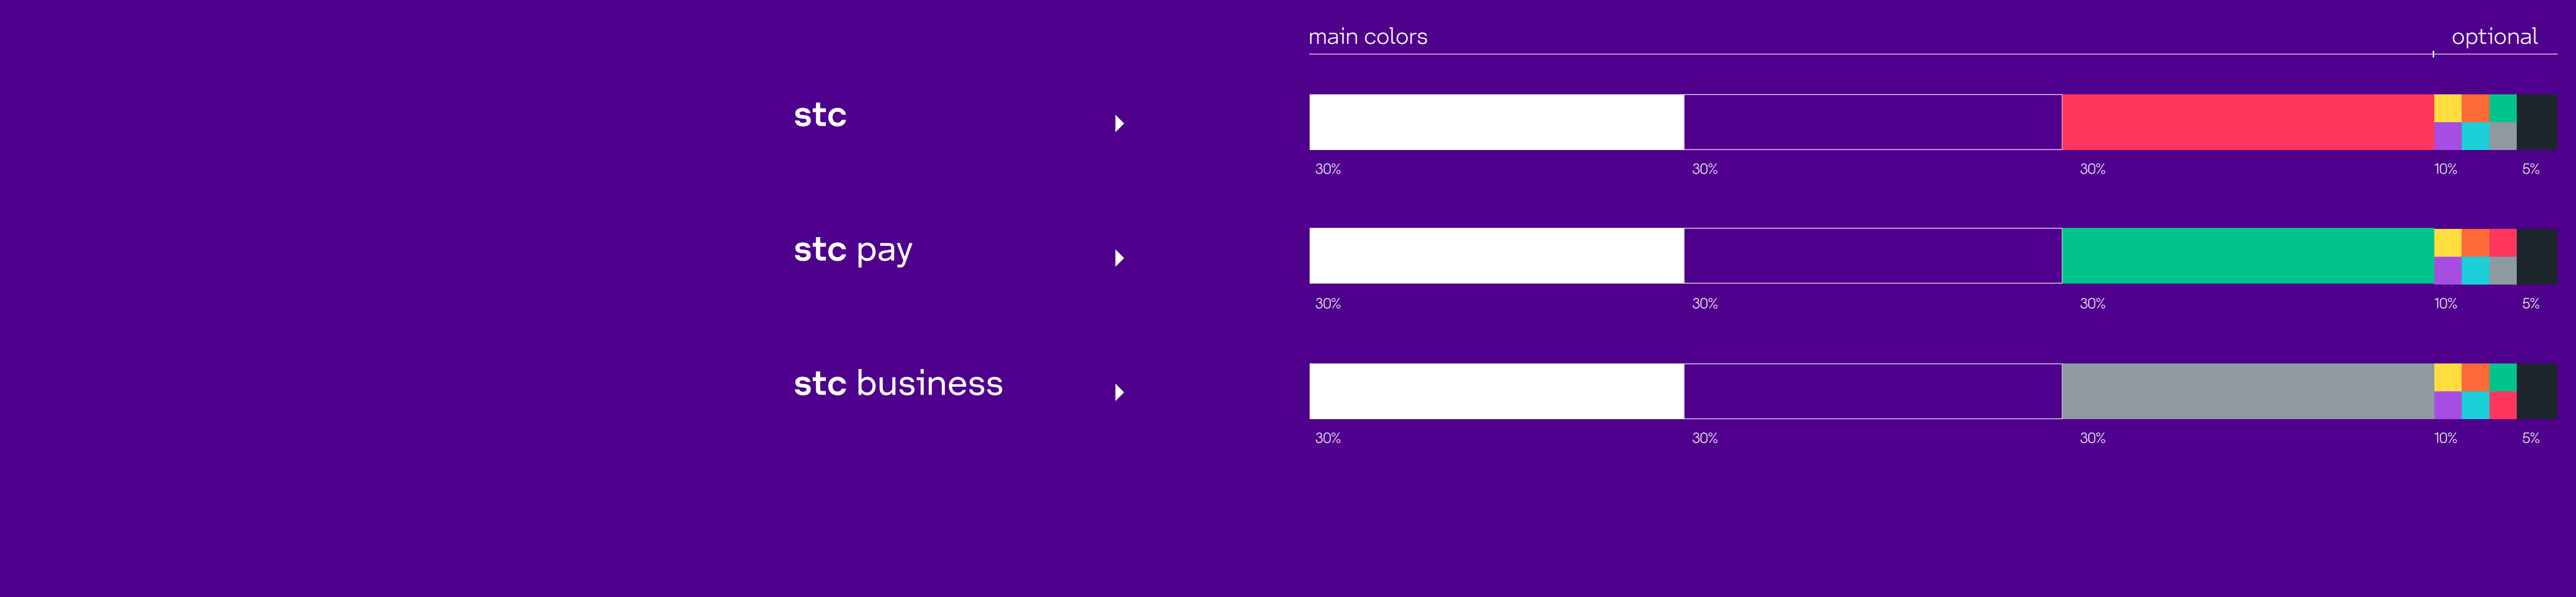 main colors
optional
stc
30% 30% 30% 10% 5%
stc pay
30% 30% 30% 10% 5%
stc business
30% 30% 30% 10% 5%